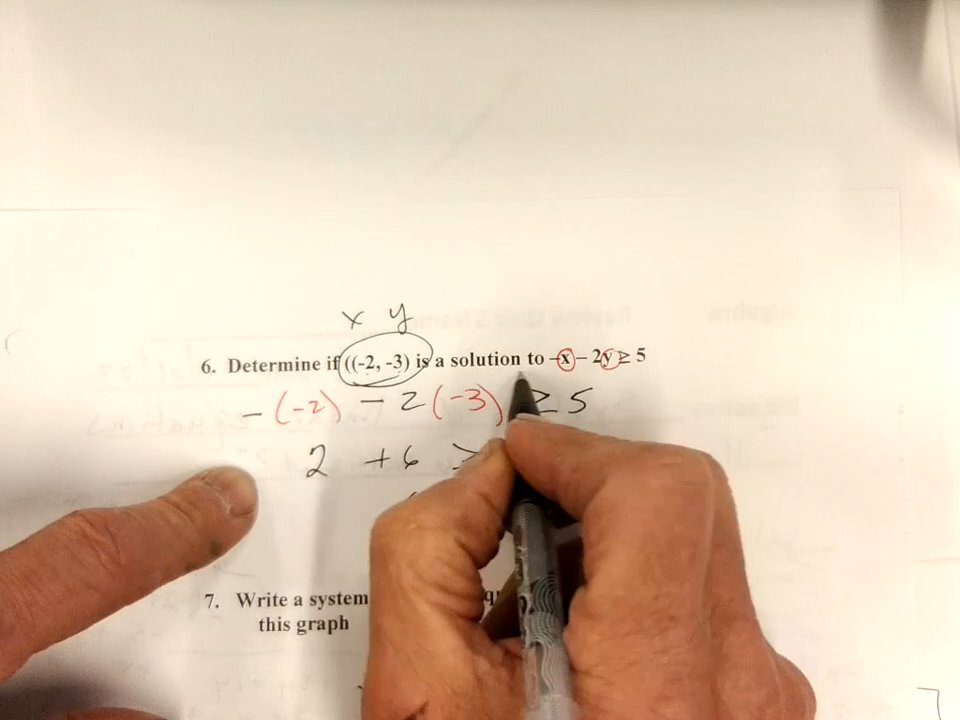 x y
6. Determine if ((-2, -3) is a solution to –x – 2y ≥ 5
- (-2) - 2 (-3) ≥ 5
2 + 6
7. Write a system
this graph